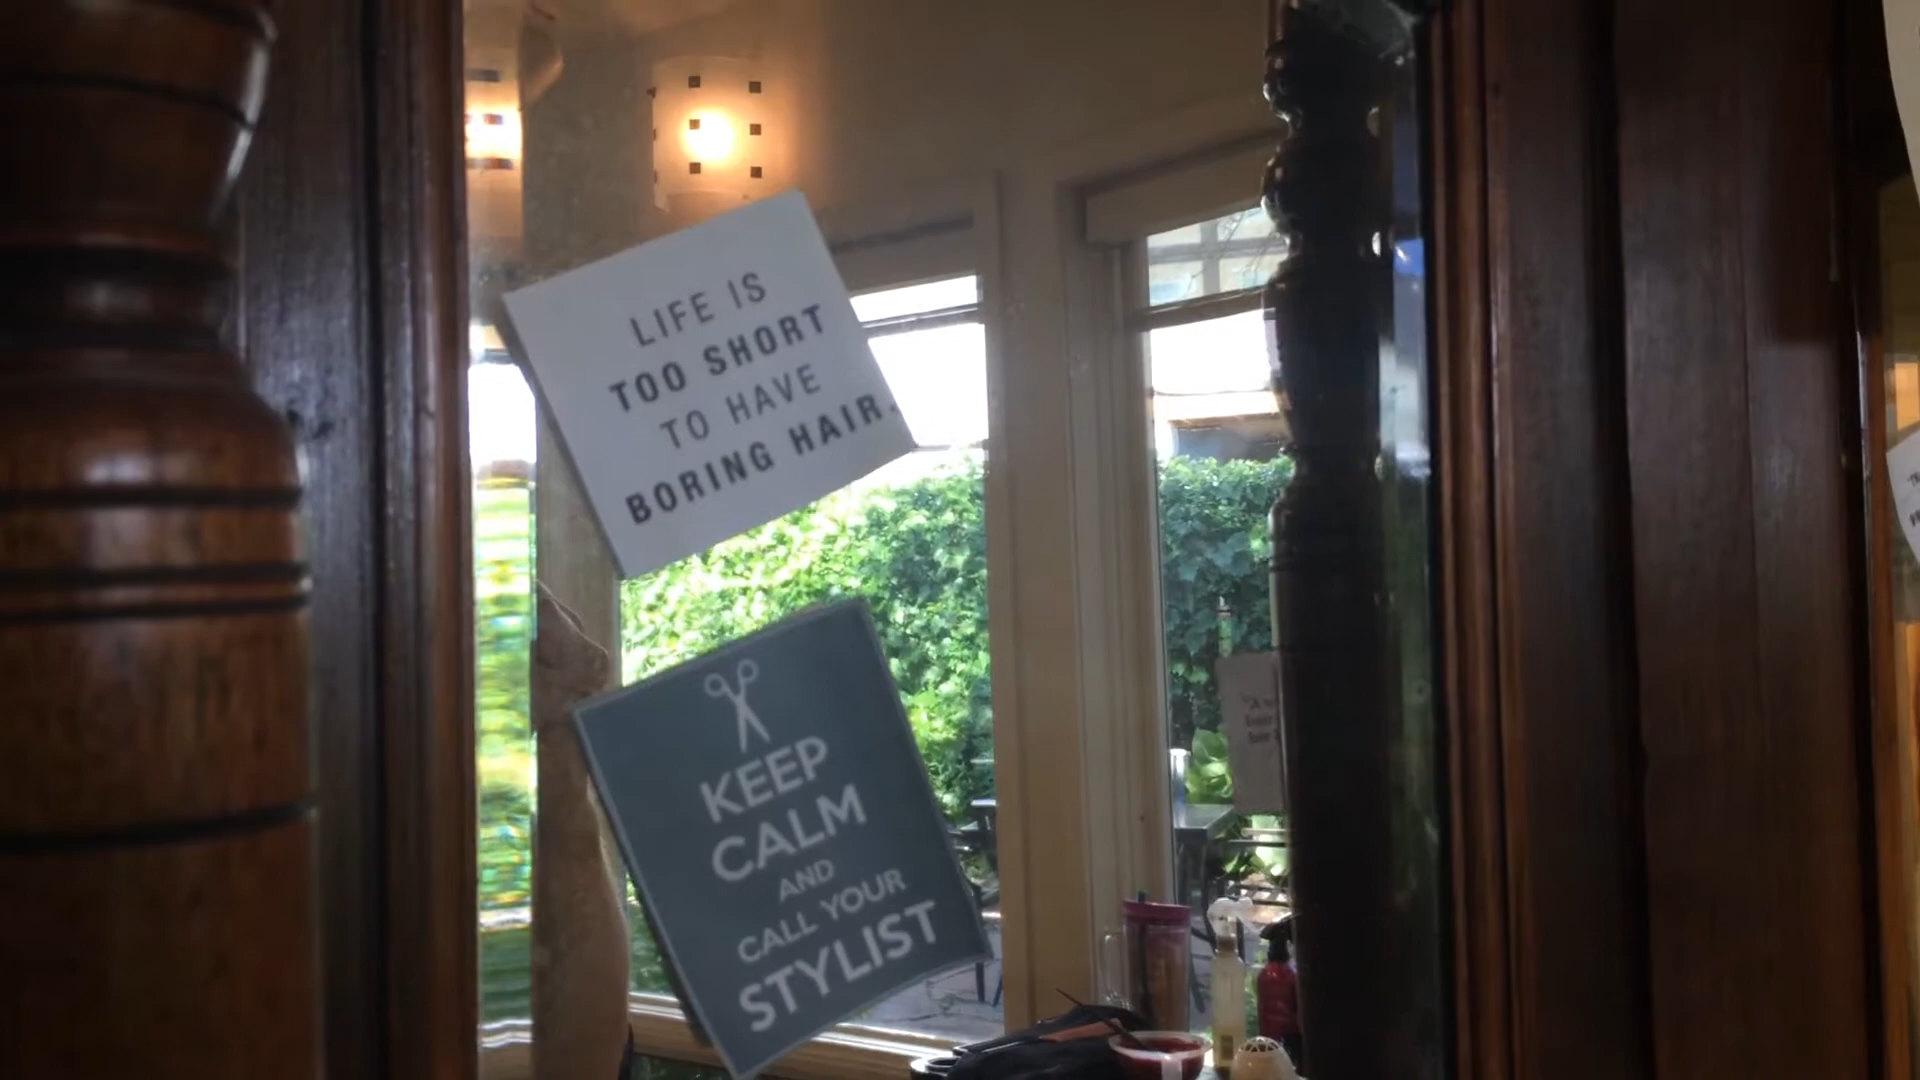 LIFE IS
TOO SHORT
TO HAVE
BORING HAIR.
KEEP
CALM
AND
CALL YOUR
STYLIST